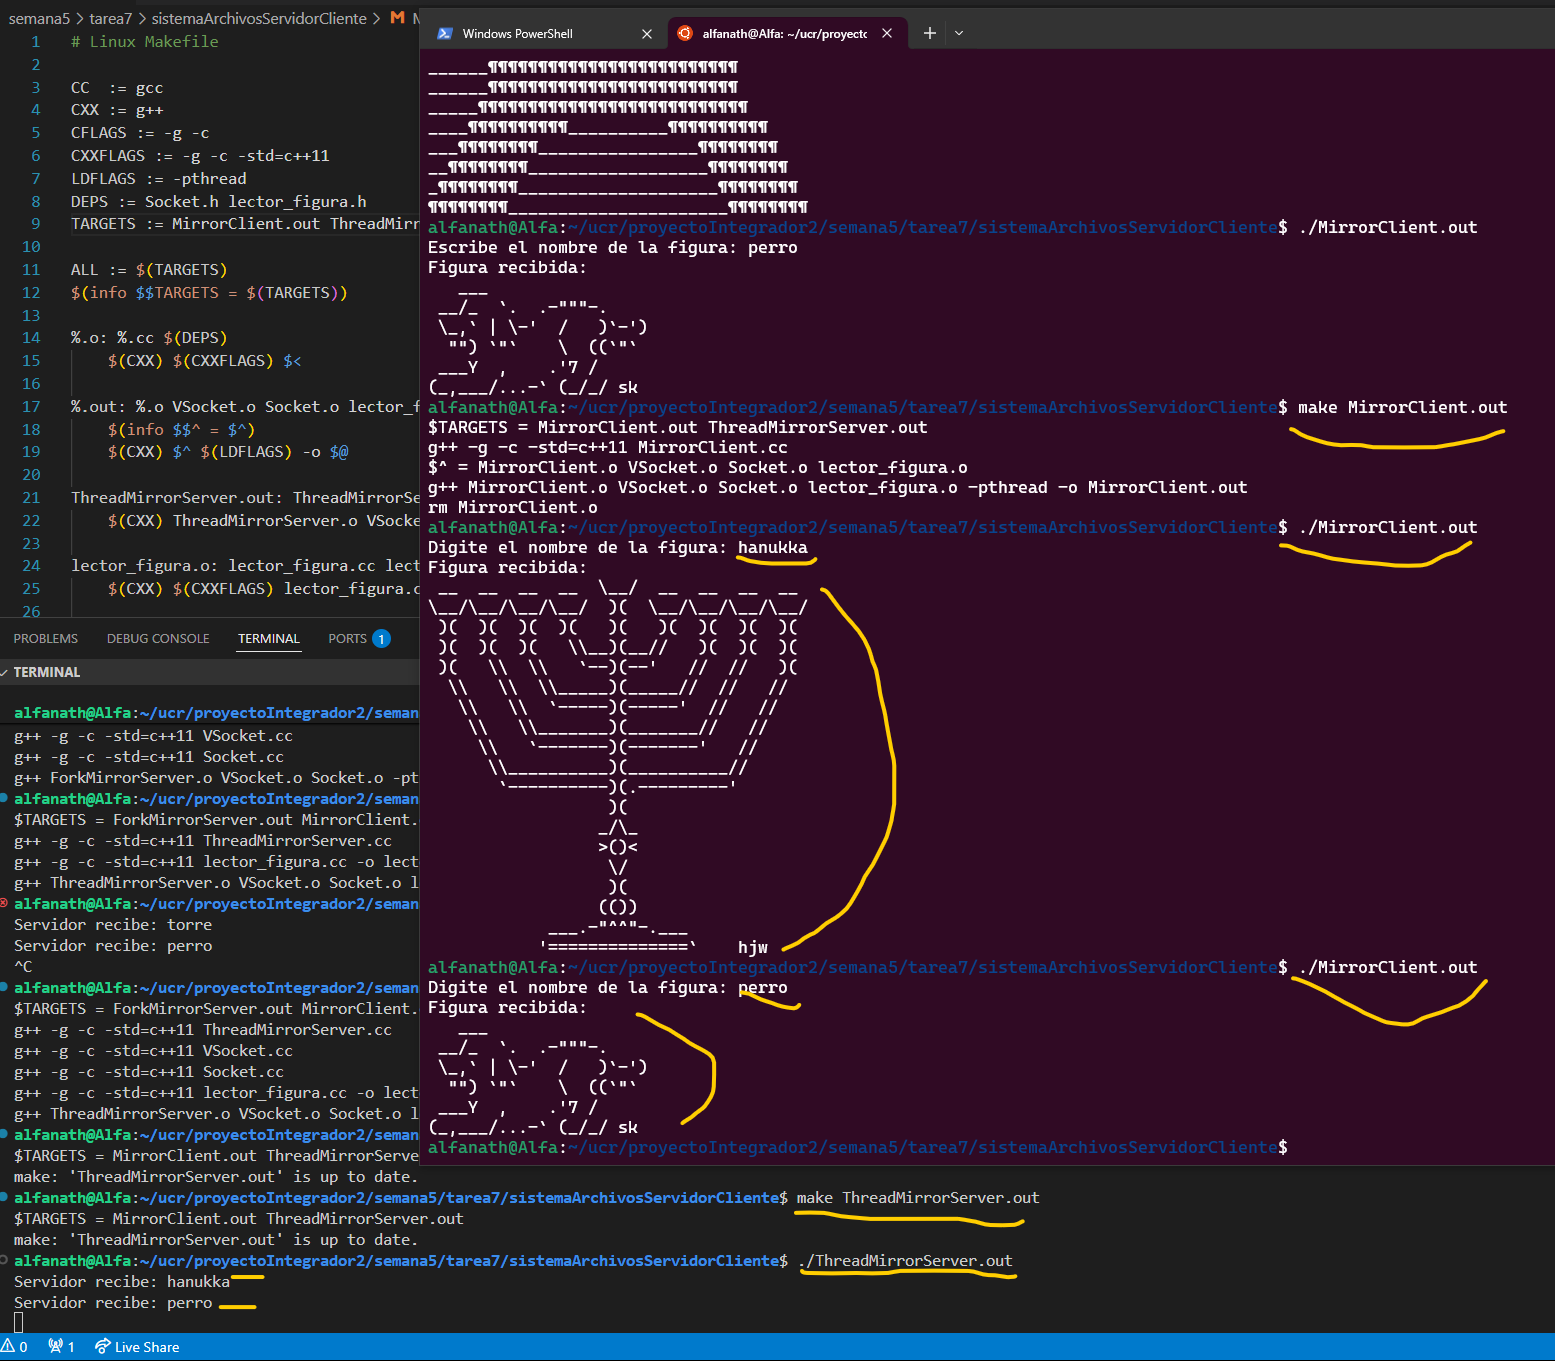 semana5 > tarea7 > sistemaArchivosServidorCliente > M
1 # Linux Makefile
2
3 CC  := gcc
4 CXX := g++
5 CFLAGS := -g -c
6 CXXFLAGS := -g -c -std=c++11
7 LDFLAGS := -pthread
8 DEPS := Socket.h lector_figura.h
9 TARGETS := MirrorClient.out ThreadMirr
10
11 ALL := $(TARGETS)
12 $(info $$TARGETS = $(TARGETS))
13
14 %.o: %.cc $(DEPS)
15     $(CXX) $(CXXFLAGS) $<
16
17 %.out: %.o VSocket.o Socket.o lector_f
18     $(info $$^ = $^)
19     $(CXX) $^ $(LDFLAGS) -o $@
20
21 ThreadMirrorServer.out: ThreadMirrorSe
22     $(CXX) ThreadMirrorServer.o VSocke
23
24 lector_figura.o: lector_figura.cc lect
25     $(CXX) $(CXXFLAGS) lector_figura.c
26
PROBLEMS DEBUG CONSOLE TERMINAL PORTS 1
TERMINAL
alfanath@Alfa:~/ucr/proyectoIntegrador2/seman
g++ -g -c -std=c++11 VSocket.cc
g++ -g -c -std=c++11 Socket.cc
g++ ForkMirrorServer.o VSocket.o Socket.o -pt
alfanath@Alfa:~/ucr/proyectoIntegrador2/seman
$TARGETS = ForkMirrorServer.out MirrorClient.
g++ -g -c -std=c++11 ThreadMirrorServer.cc
g++ -g -c -std=c++11 lector_figura.cc -o lect
g++ ThreadMirrorServer.o VSocket.o Socket.o l
alfanath@Alfa:~/ucr/proyectoIntegrador2/seman
Servidor recibe: torre
Servidor recibe: perro
^C
alfanath@Alfa:~/ucr/proyectoIntegrador2/seman
$TARGETS = ForkMirrorServer.out MirrorClient.
g++ -g -c -std=c++11 ThreadMirrorServer.cc
g++ -g -c -std=c++11 VSocket.cc
g++ -g -c -std=c++11 Socket.cc
g++ -g -c -std=c++11 lector_figura.cc -o lect
g++ ThreadMirrorServer.o VSocket.o Socket.o l
alfanath@Alfa:~/ucr/proyectoIntegrador2/seman
$TARGETS = MirrorClient.out ThreadMirrorServe
make: 'ThreadMirrorServer.out' is up to date.
alfanath@Alfa:~/ucr/proyectoIntegrador2/semana5/tarea7/sistemaArchivosServidorCliente$ make ThreadMirrorServer.out
$TARGETS = MirrorClient.out ThreadMirrorServer.out
make: 'ThreadMirrorServer.out' is up to date.
alfanath@Alfa:~/ucr/proyectoIntegrador2/semana5/tarea7/sistemaArchivosServidorCliente$ ./ThreadMirrorServer.out
Servidor recibe: hanukka
Servidor recibe: perro
0 1 Live Share
Windows PowerShell
alfanath@Alfa: ~/ucr/proyectc
______¶¶¶¶¶¶¶¶¶¶¶¶¶¶¶¶¶¶¶¶¶¶¶¶¶
______¶¶¶¶¶¶¶¶¶¶¶¶¶¶¶¶¶¶¶¶¶¶¶¶¶
_____¶¶¶¶¶¶¶¶¶¶¶¶¶¶¶¶¶¶¶¶¶¶¶¶¶¶¶
____¶¶¶¶¶¶¶¶¶¶__________¶¶¶¶¶¶¶¶¶¶
___¶¶¶¶¶¶¶¶________________¶¶¶¶¶¶¶¶
__¶¶¶¶¶¶¶¶__________________¶¶¶¶¶¶¶¶
_¶¶¶¶¶¶¶¶____________________¶¶¶¶¶¶¶¶
¶¶¶¶¶¶¶¶______________________¶¶¶¶¶¶¶¶
alfanath@Alfa:~/ucr/proyectoIntegrador2/semana5/tarea7/sistemaArchivosServidorCliente$ ./MirrorClient.out
Escribe el nombre de la figura: perro
Figura recibida:
   ___
 __/_  `.  .-"""-.
 \_,` | \-'  /   )`-')
  "") `"`    \  ((`"`
 ___Y  ,    .'7 /
(_,___/...-` (_/_/ sk
alfanath@Alfa:~/ucr/proyectoIntegrador2/semana5/tarea7/sistemaArchivosServidorCliente$ make MirrorClient.out
$TARGETS = MirrorClient.out ThreadMirrorServer.out
g++ -g -c -std=c++11 MirrorClient.cc
$^ = MirrorClient.o VSocket.o Socket.o lector_figura.o
g++ MirrorClient.o VSocket.o Socket.o lector_figura.o -pthread -o MirrorClient.out
rm MirrorClient.o
alfanath@Alfa:~/ucr/proyectoIntegrador2/semana5/tarea7/sistemaArchivosServidorCliente$ ./MirrorClient.out
Digite el nombre de la figura: hanukka
Figura recibida:
 __  __  __  __  \__/  __  __  __  __
\__/\__/\__/\__/  )(  \__/\__/\__/\__/
 )(  )(  )(  )(   )(   )(  )(  )(  )(
 )(  )(  )(   \\__)(__//   )(  )(  )(
 )(   \\  \\   `--)(--'   //  //   )(
  \\   \\  \\_____)(_____//  //   //
   \\   \\  `-----)(-----'  //   //
    \\   \\_______)(_______//   //
     \\   `-------)(-------'   //
      \\__________)(__________//
       `----------)(.---------'
                  )(
                 _/\_
                 >()<
                  \/
                  )(
                 (())
            ___.-"^^"-.___
           '==============`    hjw
alfanath@Alfa:~/ucr/proyectoIntegrador2/semana5/tarea7/sistemaArchivosServidorCliente$ ./MirrorClient.out
Digite el nombre de la figura: perro
Figura recibida:
   ___
 __/_  `.  .-"""-.
 \_,` | \-'  /   )`-')
  "") `"`    \  ((`"`
 ___Y  ,    .'7 /
(_,___/...-` (_/_/ sk
alfanath@Alfa:~/ucr/proyectoIntegrador2/semana5/tarea7/sistemaArchivosServidorCliente$